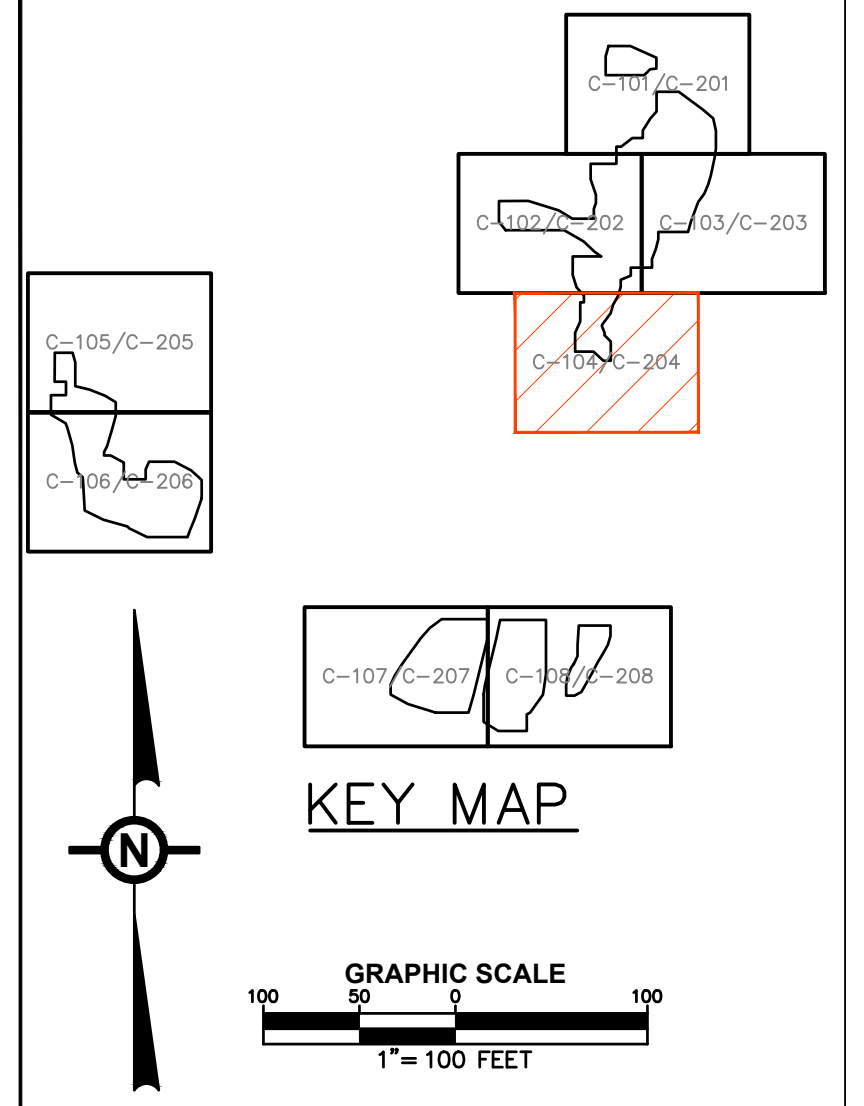 C-101/C-201
C-102/C-202 C-103/C-203
C-105/C-205
C-104/C-204
C-106/C-206
C-107/C-207 C-108/C-208
KEY MAP
N
GRAPHIC SCALE
100 50 0 100
1"= 100 FEET